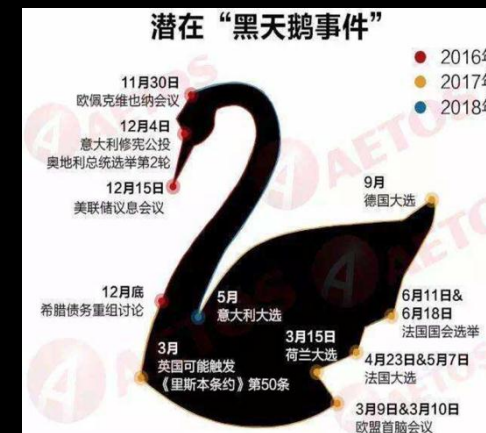 潜在“黑天鹅事件”
2016年
2017年
2018年
11月30日
欧佩克维也纳会议
12月4日
意大利修宪公投
奥地利总统选举第2轮
12月15日
美联储议息会议
12月底
希腊债务重组讨论
5月
意大利大选
3月
英国可能触发
《里斯本条约》第50条
9月
德国大选
6月11日&
6月18日
法国国会选举
3月15日
荷兰大选
4月23日&5月7日
法国大选
3月9日&3月10日
欧盟首脑会议
AETOS
AETOS
AETOS